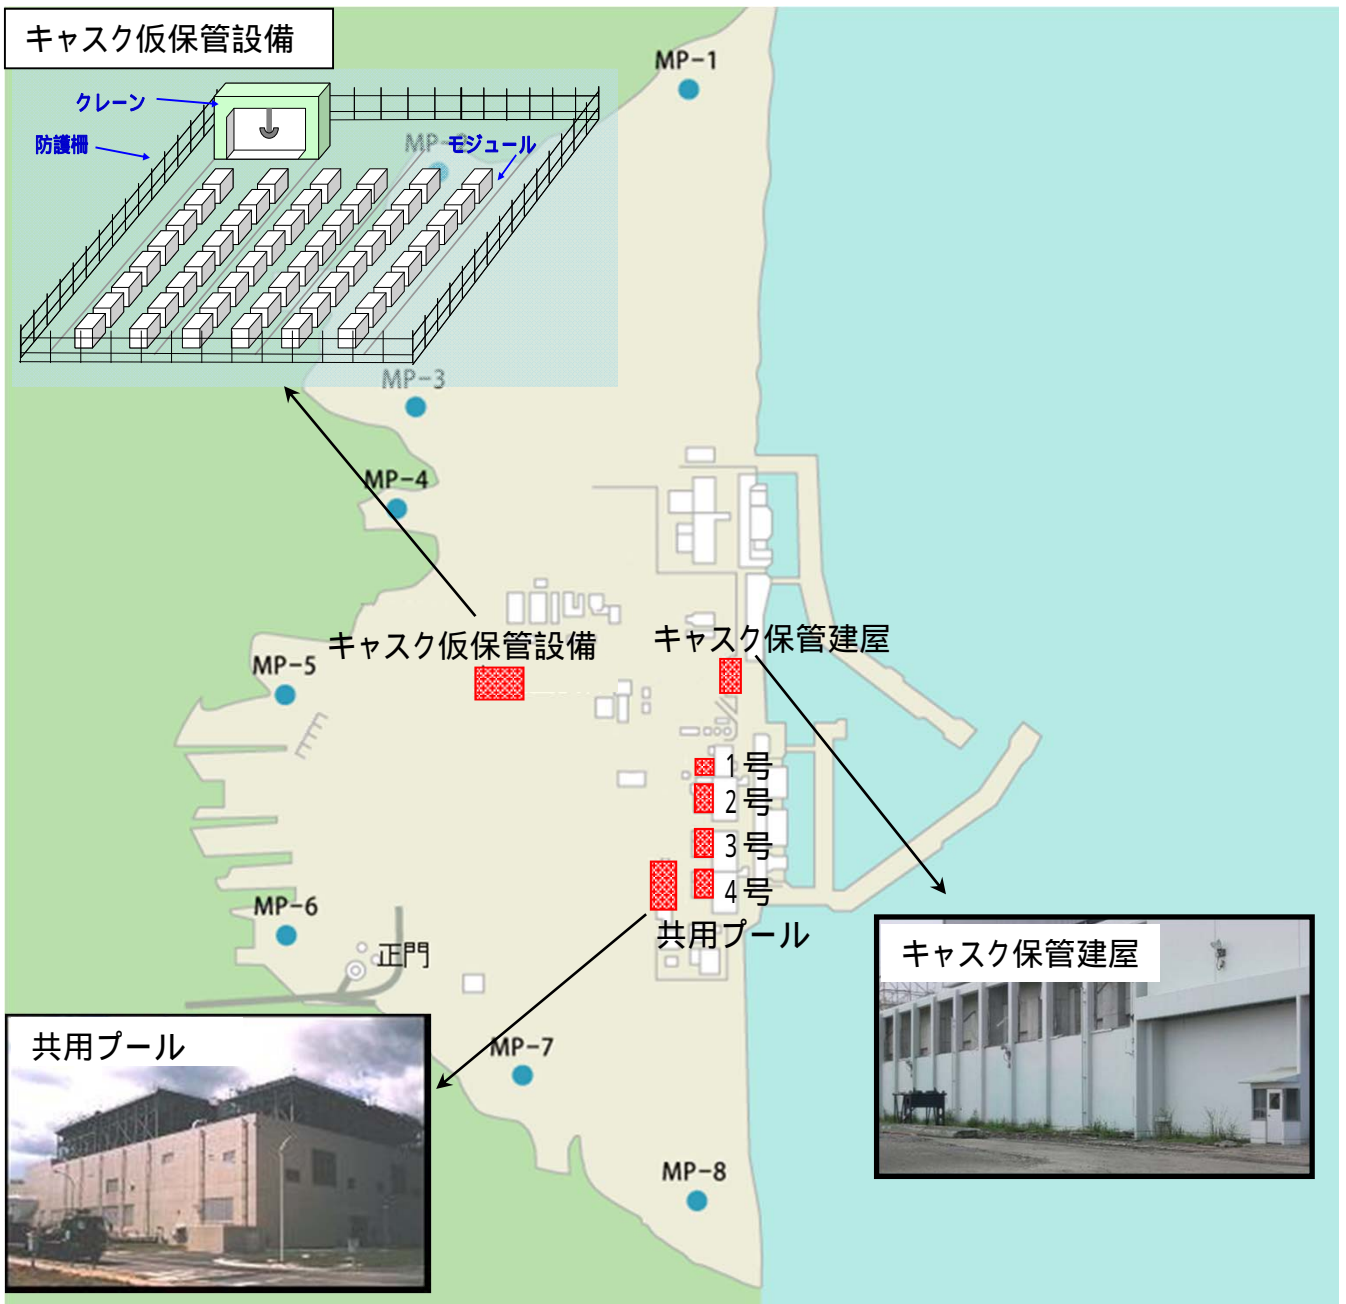 キャスク仮保管設備
クレーン
防護柵
モジュール
MP-1
MP-2
MP-3
MP-4
キャスク仮保管設備
キャスク保管建屋
MP-5
1号
2号
3号
4号
MP-6
共用プール
正門
キャスク保管建屋
共用プール
MP-7
MP-8